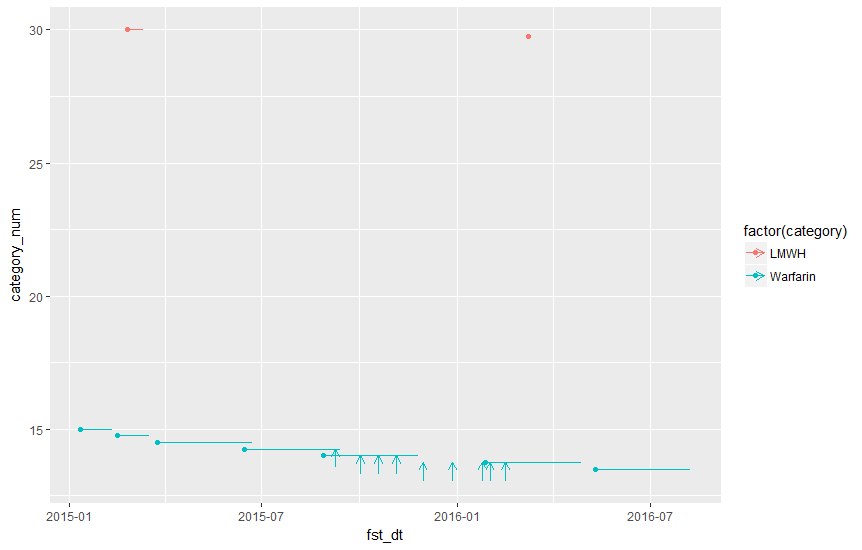 30
25
20
15
category_num
2015-01
2015-07
2016-01
2016-07
fst_dt
factor(category)
LMWH
Warfarin